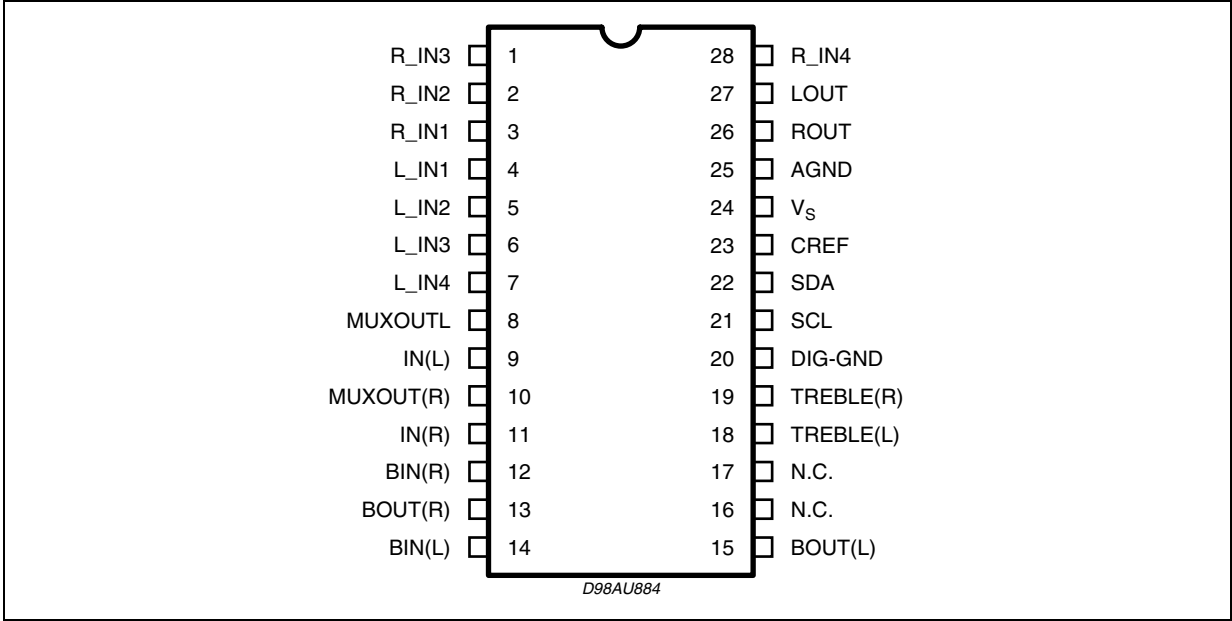 R_IN3 1 28 R_IN4
R_IN2 2 27 LOUT
R_IN1 3 26 ROUT
L_IN1 4 25 AGND
L_IN2 5 24 VS
L_IN3 6 23 CREF
L_IN4 7 22 SDA
MUXOUTL 8 21 SCL
IN(L) 9 20 DIG-GND
MUXOUT(R) 10 19 TREBLE(R)
IN(R) 11 18 TREBLE(L)
BIN(R) 12 17 N.C.
BOUT(R) 13 16 N.C.
BIN(L) 14 15 BOUT(L)
D98AU884